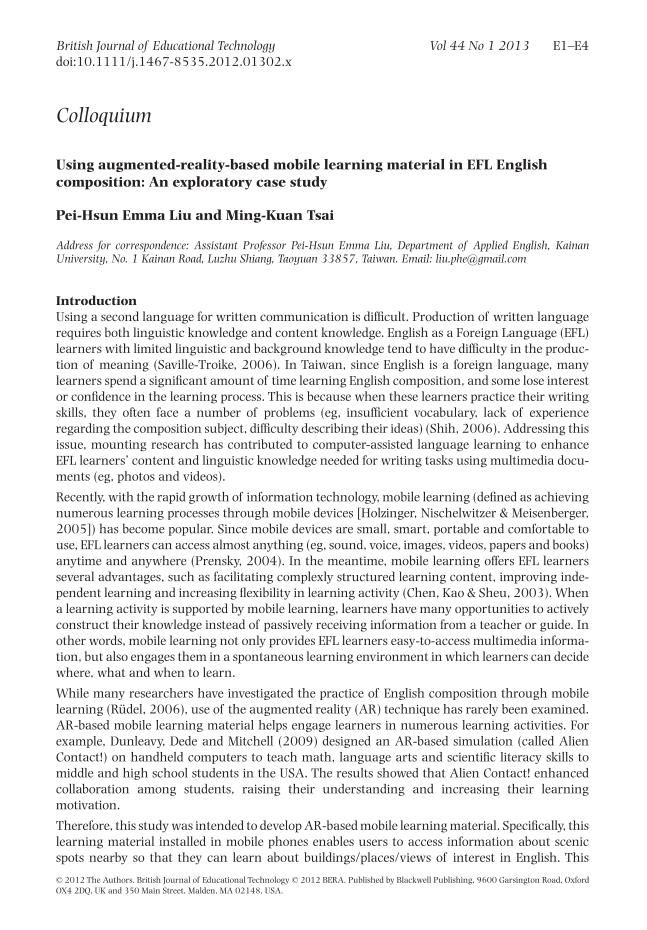 British Journal of Educational Technology
Vol 44 No 1 2013 E1–E4
doi:10.1111/j.1467-8535.2012.01302.x
Colloquium
Using augmented-reality-based mobile learning material in EFL English
composition: An exploratory case study
Pei-Hsun Emma Liu and Ming-Kuan Tsai
Address for correspondence: Assistant Professor Pei-Hsun Emma Liu, Department of Applied English, Kainan
University, No. 1 Kainan Road, Luzhu Shiang, Taoyuan 33857, Taiwan. Email: liu.phe@gmail.com
Introduction
Using a second language for written communication is difficult. Production of written language
requires both linguistic knowledge and content knowledge. English as a Foreign Language (EFL)
learners with limited linguistic and background knowledge tend to have difficulty in the produc-
tion of meaning (Saville-Troike, 2006). In Taiwan, since English is a foreign language, many
learners spend a significant amount of time learning English composition, and some lose interest
or confidence in the learning process. This is because when these learners practice their writing
skills, they often face a number of problems (eg, insufficient vocabulary, lack of experience
regarding the composition subject, difficulty describing their ideas) (Shih, 2006). Addressing this
issue, mounting research has contributed to computer-assisted language learning to enhance
EFL learners' content and linguistic knowledge needed for writing tasks using multimedia docu-
ments (eg, photos and videos).
Recently, with the rapid growth of information technology, mobile learning (defined as achieving
numerous learning processes through mobile devices [Holzinger, Nischelwitzer & Meisenberger,
2005]) has become popular. Since mobile devices are small, smart, portable and comfortable to
use, EFL learners can access almost anything (eg, sound, voice, images, videos, papers and books)
anytime and anywhere (Prensky, 2004). In the meantime, mobile learning offers EFL learners
several advantages, such as facilitating complexly structured learning content, improving inde-
pendent learning and increasing flexibility in learning activity (Chen, Kao & Sheu, 2003). When
a learning activity is supported by mobile learning, learners have many opportunities to actively
construct their knowledge instead of passively receiving information from a teacher or guide. In
other words, mobile learning not only provides EFL learners easy-to-access multimedia informa-
tion, but also engages them in a spontaneous learning environment in which learners can decide
where, what and when to learn.
While many researchers have investigated the practice of English composition through mobile
learning (Rüdel, 2006), use of the augmented reality (AR) technique has rarely been examined.
AR-based mobile learning material helps engage learners in numerous learning activities. For
example, Dunleavy, Dede and Mitchell (2009) designed an AR-based simulation (called Alien
Contact!) on handheld computers to teach math, language arts and scientific literacy skills to
middle and high school students in the USA. The results showed that Alien Contact! enhanced
collaboration among students, raising their understanding and increasing their learning
motivation.
Therefore, this study was intended to develop AR-based mobile learning material. Specifically, this
learning material installed in mobile phones enables users to access information about scenic
spots nearby so that they can learn about buildings/places/views of interest in English. This
© 2012 The Authors. British Journal of Educational Technology © 2012 BERA. Published by Blackwell Publishing, 9600 Garsington Road, Oxford
OX4 2DQ, UK and 350 Main Street, Malden, MA 02148, USA.